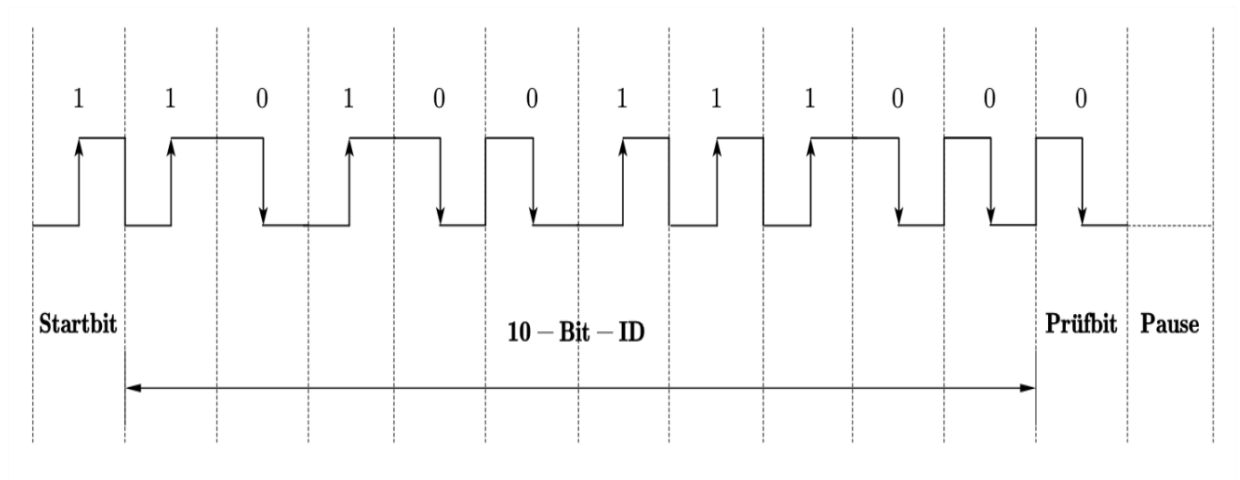 1 1 0 1 0 0 1 1 1 0 0 0
Startbit 10 – Bit – ID Prüfbit Pause